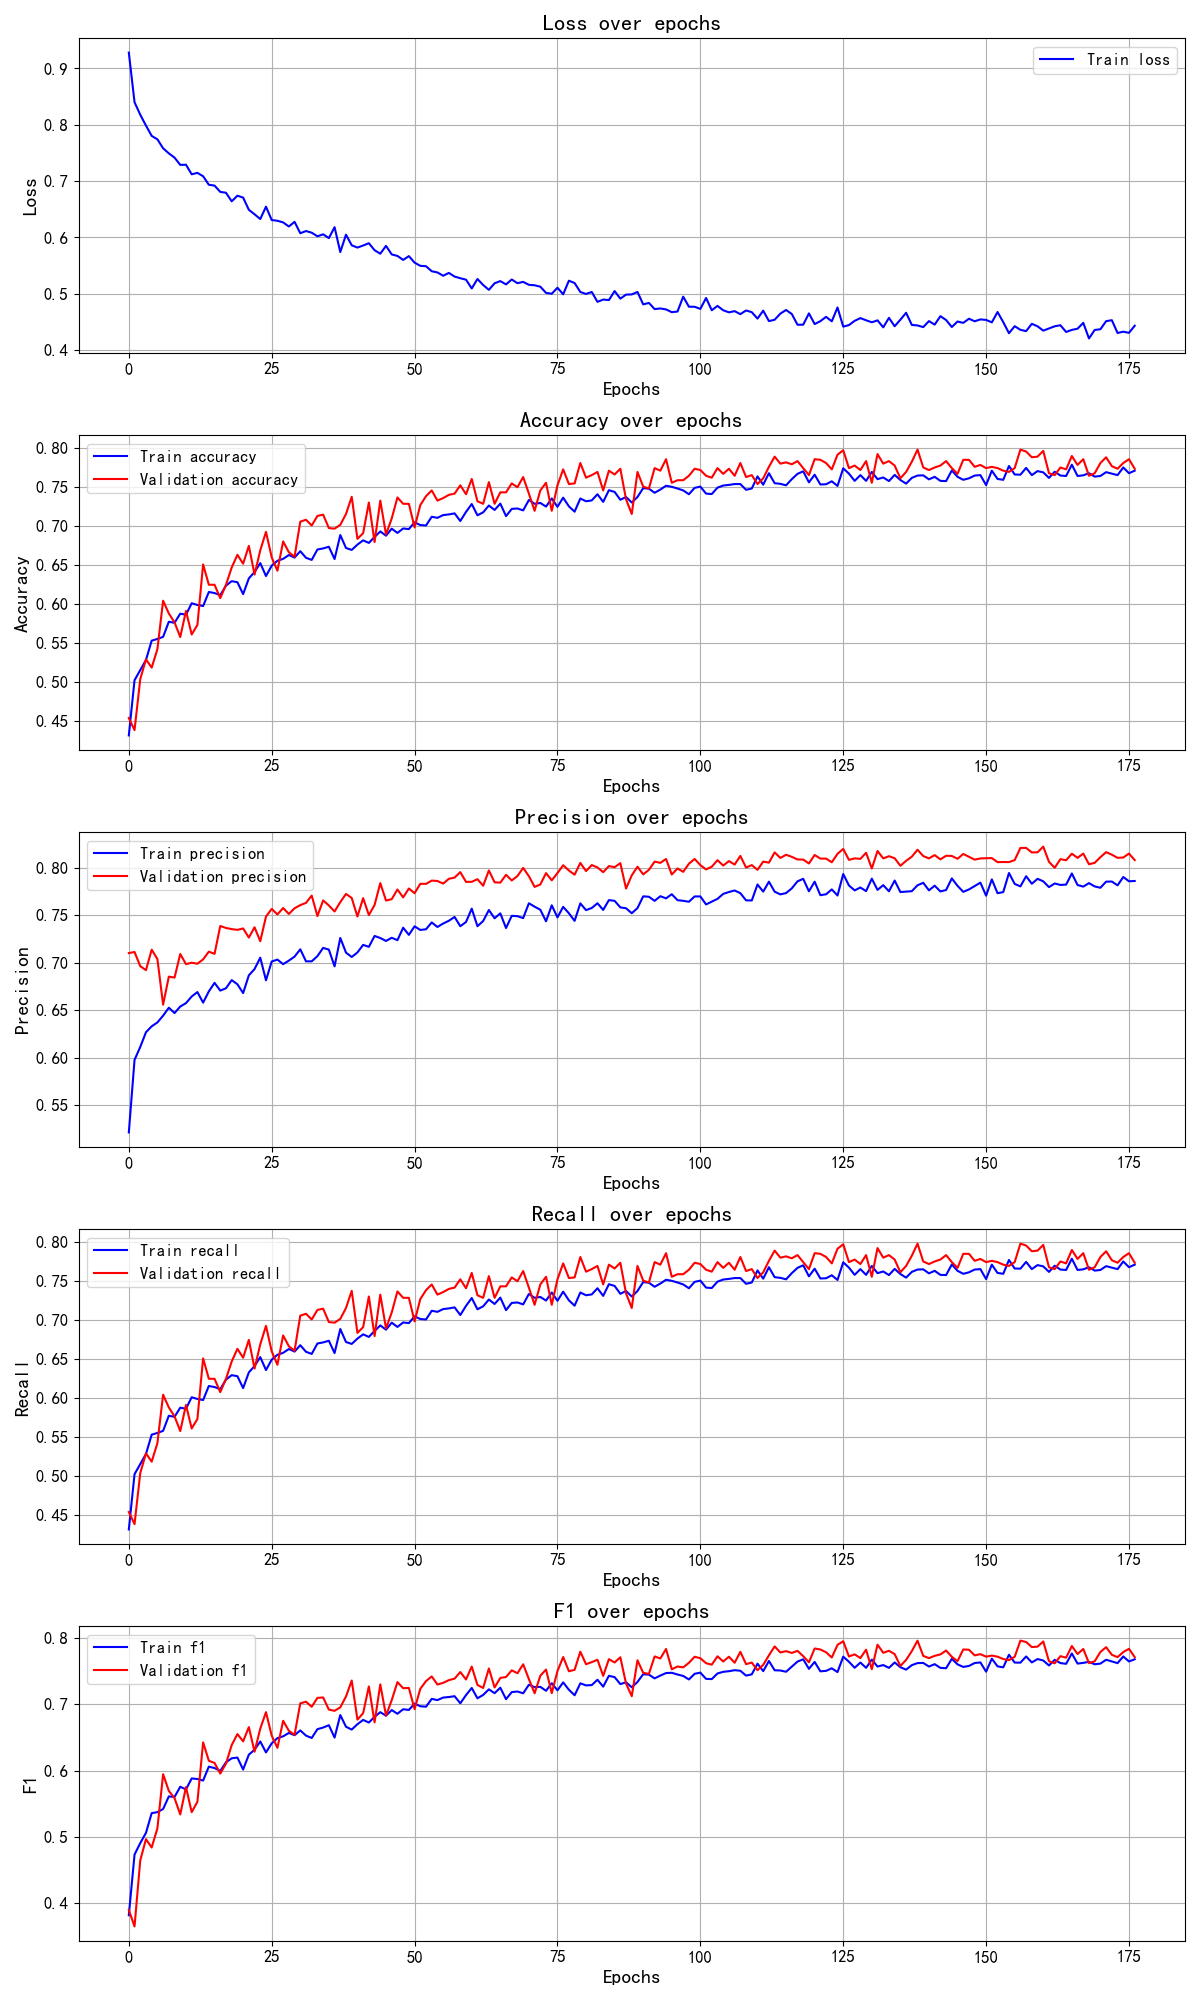 Loss over epochs
Train loss
0.9
0.8
0.7
0.6
0.5
0.4
Loss
0 25 50 75 100 125 150 175
Epochs
Accuracy over epochs
Train accuracy
Validation accuracy
0.80
0.75
0.70
0.65
0.60
0.55
0.50
0.45
Accuracy
0 25 50 75 100 125 150 175
Epochs
Precision over epochs
Train precision
Validation precision
0.80
0.75
0.70
0.65
0.60
0.55
Precision
0 25 50 75 100 125 150 175
Epochs
Recall over epochs
Train recall
Validation recall
0.80
0.75
0.70
0.65
0.60
0.55
0.50
0.45
Recall
0 25 50 75 100 125 150 175
Epochs
F1 over epochs
Train f1
Validation f1
0.8
0.7
0.6
0.5
0.4
F1
0 25 50 75 100 125 150 175
Epochs